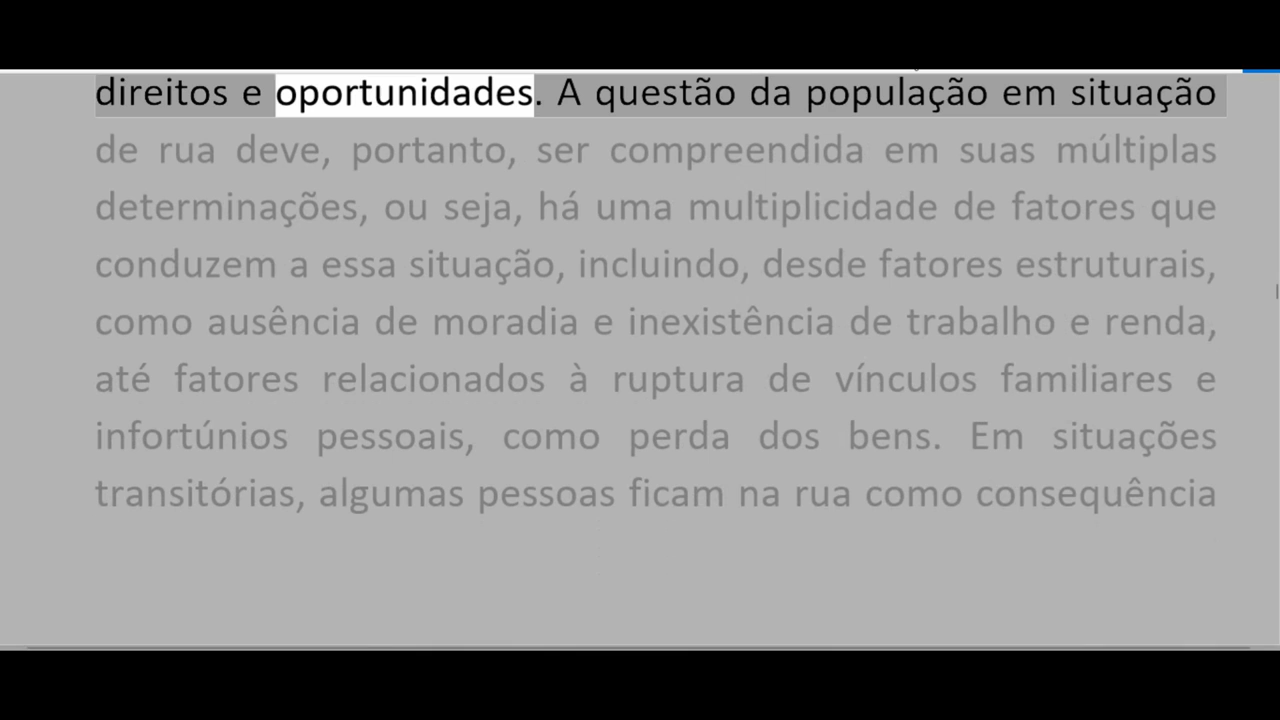 direitos e oportunidades. A questão da população em situação
de rua deve, portanto, ser compreendida em suas múltiplas
determinações, ou seja, há uma multiplicidade de fatores que
conduzem a essa situação, incluindo, desde fatores estruturais,
como ausência de moradia e inexistência de trabalho e renda,
até fatores relacionados à ruptura de vínculos familiares e
infortúnios pessoais, como perda dos bens. Em situações
transitórias, algumas pessoas ficam na rua como consequência